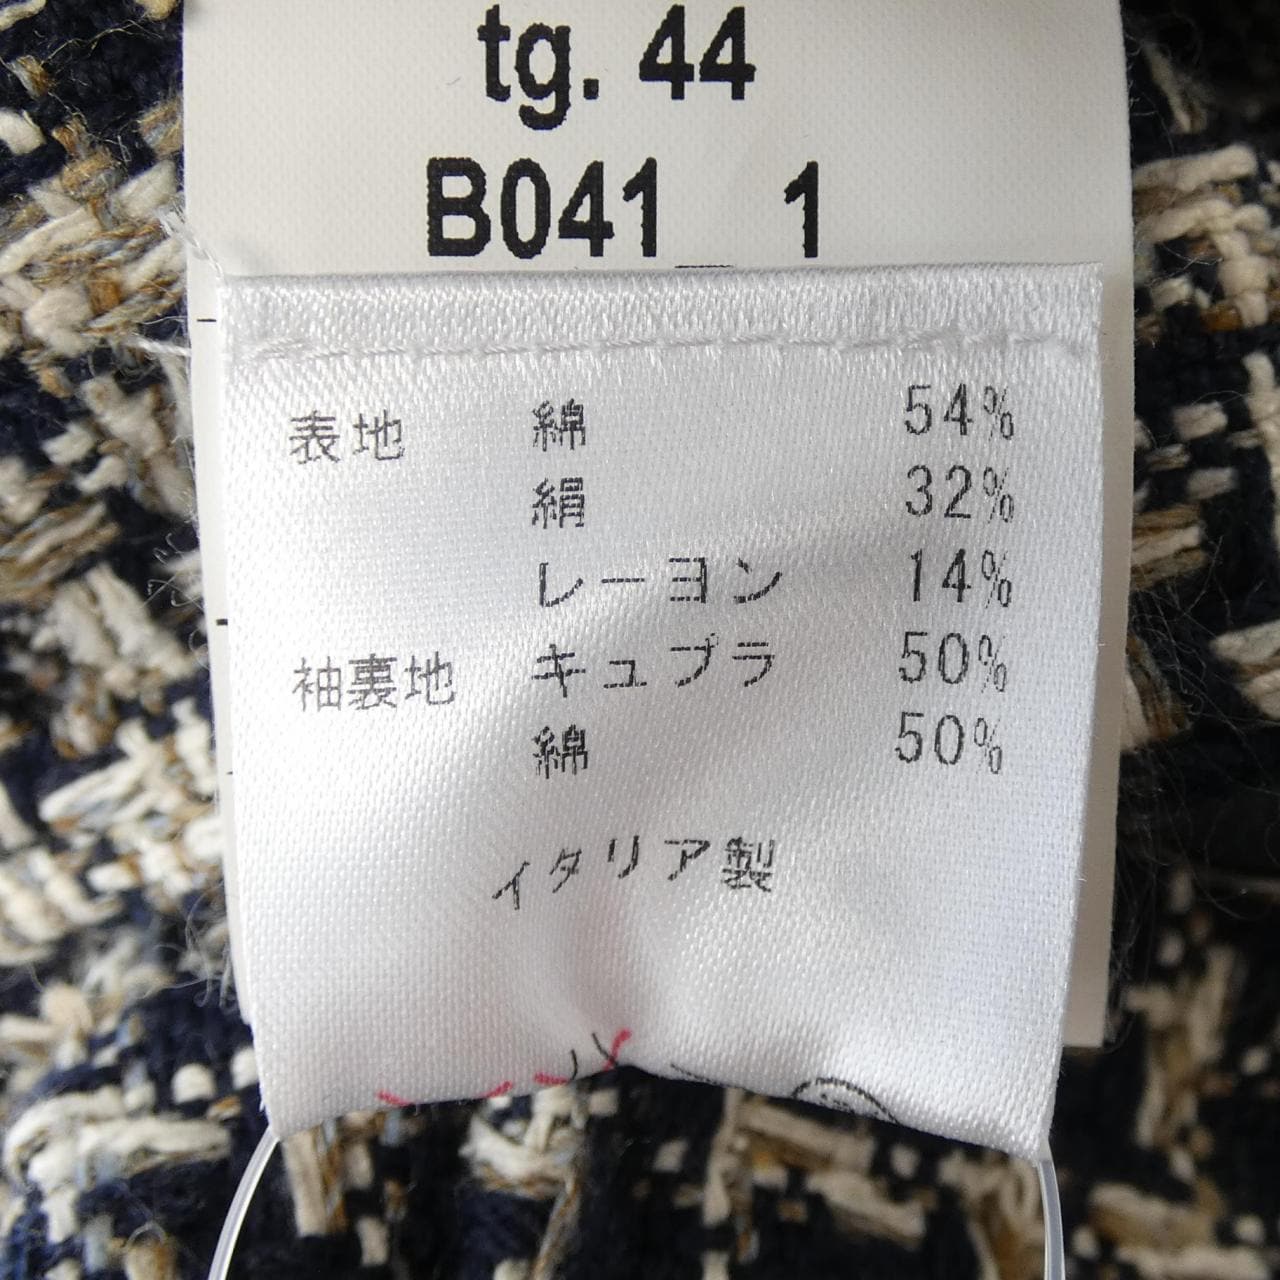 tg. 44
B041_ 1
表地 綿 54%
絹 32%
レーヨン 14%
袖裏地 キュプラ 50%
綿 50%
イタリア製